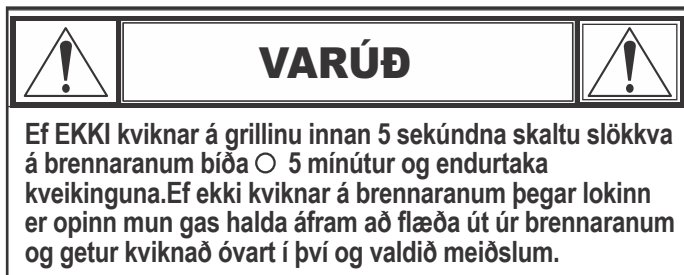 VARÚÐ
Ef EKKI kviknar á grillinu innan 5 sekúndna skaltu slökkva
á brennaranum bíða ○ 5 mínútur og endurtaka
kveikinguna.Ef ekki kviknar á brennaranum þegar lokinn
er opinn mun gas halda áfram að flæða út úr brennaranum
og getur kviknað óvart í því og valdið meiðslum.